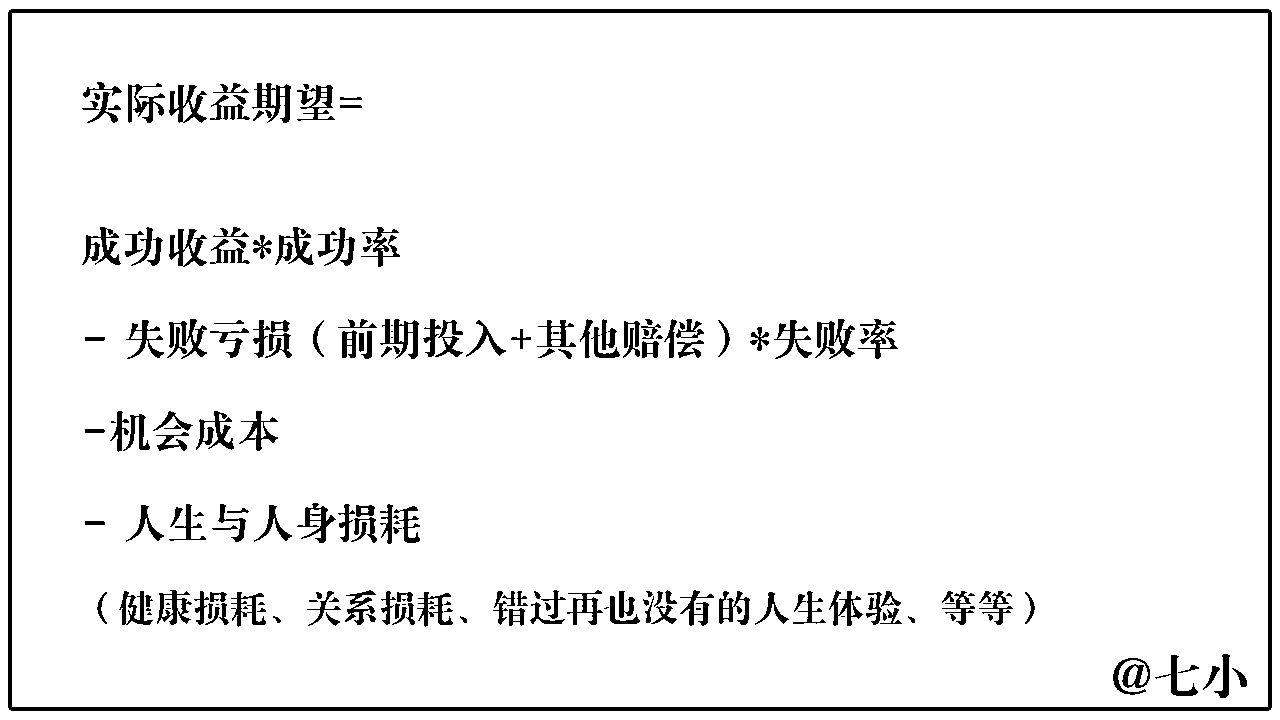 实际收益期望=
成功收益*成功率
- 失败亏损（前期投入+其他赔偿）*失败率
-机会成本
- 人生与人身损耗
（健康损耗、关系损耗、错过再也没有的人生体验、等等）
@七小